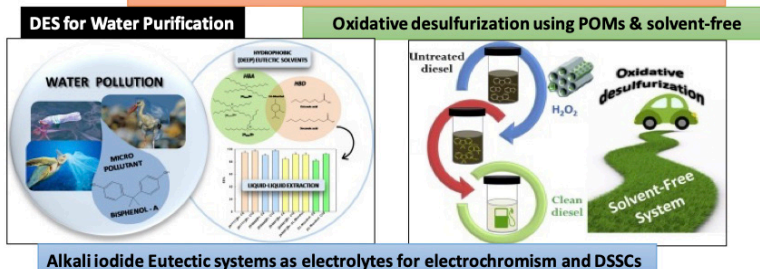 DES for Water Purification
Oxidative desulfurization using POMs & solvent-free
WATER POLLUTION
MICRO
POLLUTANT
BISPHENOL - A
HYDROPHOBIC
(DEEP) EUTECTIC SOLVENTS
HBA
HBD
LIQUID-LIQUID EXTRACTION
Untreated
diesel
H₂O₂
Oxidative
desulfurization
Clean
diesel
Solvent-Free
System
Alkali iodide Eutectic systems as electrolytes for electrochromism and DSSCs